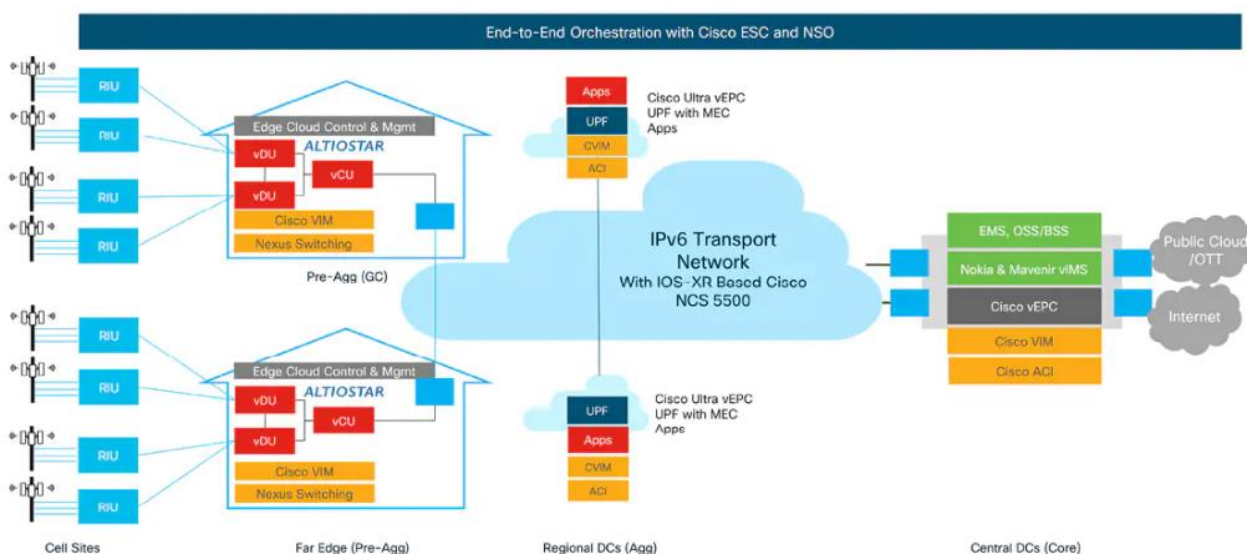 End-to-End Orchestration with Cisco ESC and NSO
RIU
RIU
RIU
RIU
Edge Cloud Control & Mgmt
ALTIOSTAR
vDU
vCU
vDU
Cisco VIM
Nexus Switching
Pre-Agg (GC)
Apps
UPF
CVIM
ACI
Cisco Ultra vEPC
UPF with MEC
Apps
IPv6 Transport
Network
With IOS-XR Based Cisco
NCS 5500
EMS, OSS/BSS
Nokia & Mavenir vIMS
Cisco vEPC
Cisco VIM
Cisco ACI
Public Cloud
/OTT
Internet
RIU
RIU
RIU
RIU
Edge Cloud Control & Mgmt
ALTIOSTAR
vDU
vCU
vDU
Cisco VIM
Nexus Switching
UPF
Apps
CVIM
ACI
Cisco Ultra vEPC
UPF with MEC
Apps
Cell Sites
Far Edge (Pre-Agg)
Regional DCs (Agg)
Central DCs (Core)